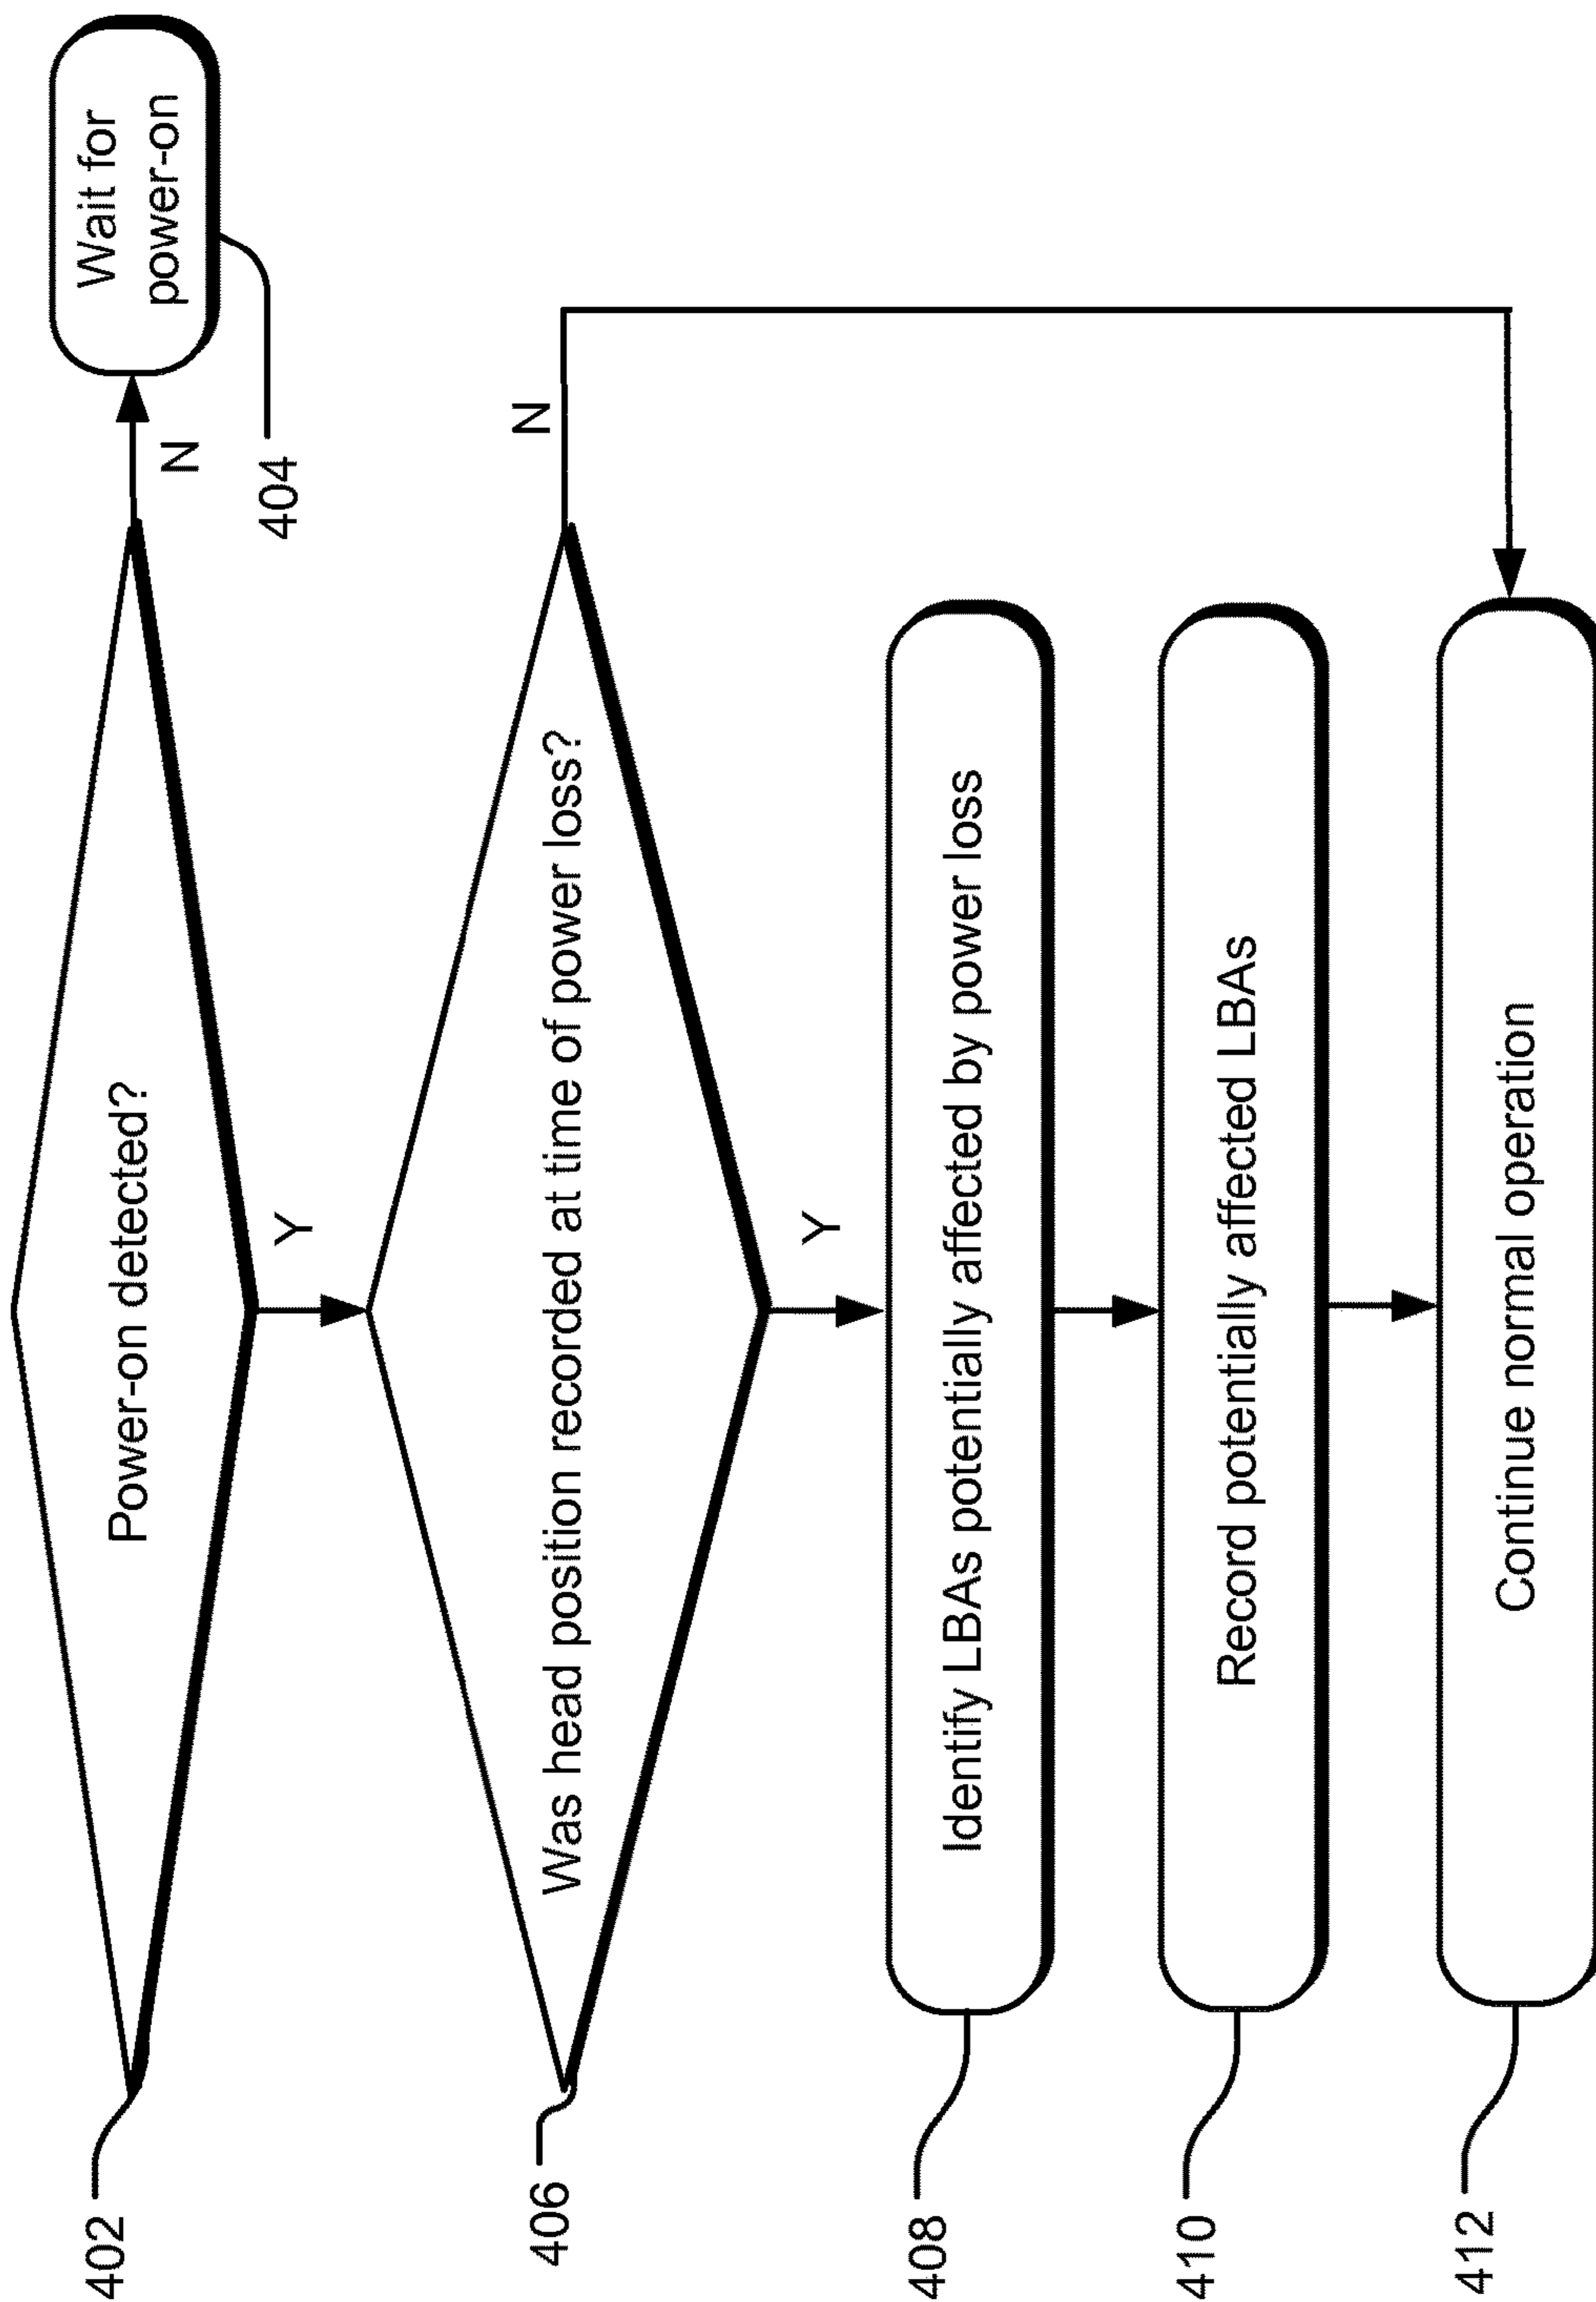 402
Power-on detected?
N
Wait for
power-on
404
Y
406
Was head position recorded at time of power loss?
N
Y
408
Identify LBAs potentially affected by power loss
410
Record potentially affected LBAs
412
Continue normal operation